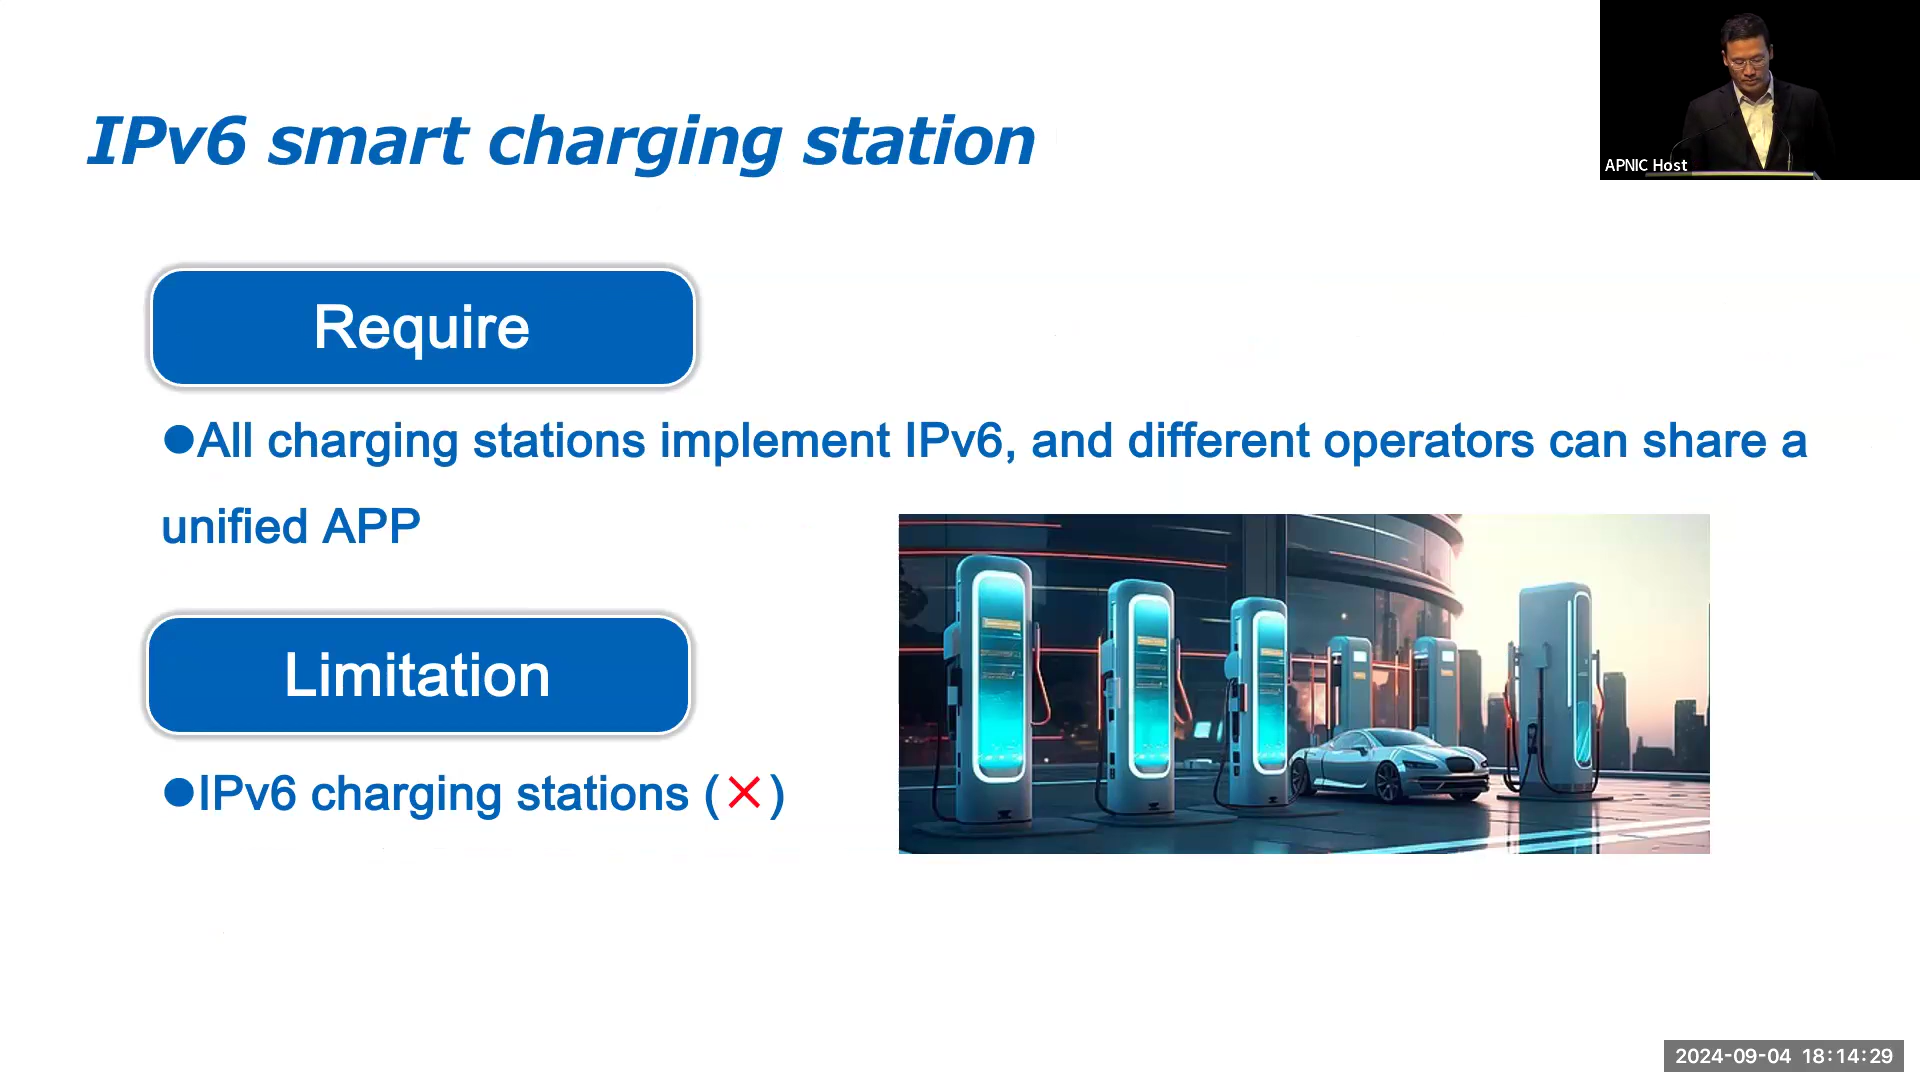 IPv6 smart charging station
APNIC Host
Require
●All charging stations implement IPv6, and different operators can share a
unified APP
Limitation
●IPv6 charging stations (×)
2024-09-04 18:14:29